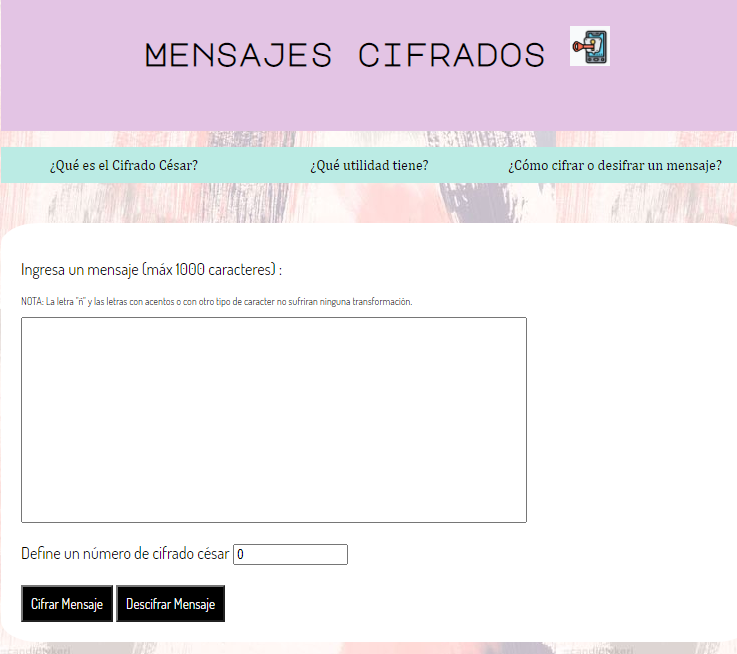 MENSAJES CIFRADOS
¿Qué es el Cifrado César? ¿Qué utilidad tiene? ¿Cómo cifrar o desifrar un mensaje?
Ingresa un mensaje (máx 1000 caracteres) :
NOTA: La letra "ñ" y las letras con acentos o con otro tipo de caracter no sufriran ninguna transformación.
Define un número de cifrado césar 0
Cifrar Mensaje Descifrar Mensaje